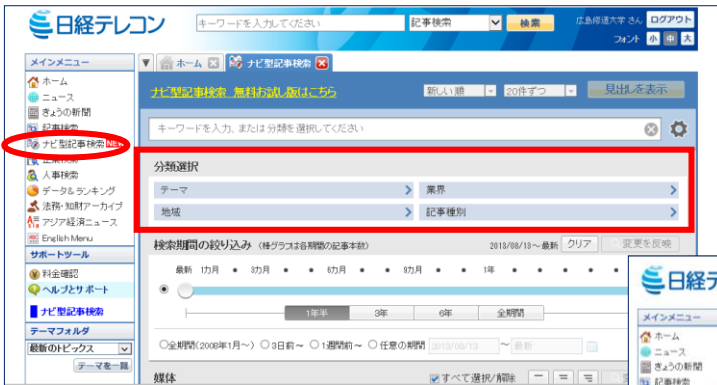 日経テレコン
キーワードを入力してください
記事検索
検索
広島修道大学 さん ログアウト
フォント 小 中 大
メインメニュー
ホーム
ニュース
きょうの新聞
記事検索
ナビ型記事検索 NEW
人事検索
データ&ランキング
法務・知財アーカイブ
アジア経済ニュース
English Menu
サポートツール
料金確認
ヘルプとサポート
ナビ型記事検索
テーマフォルダ
最新のトピックス
テーマを一覧
ホーム
ナビ型記事検索
ナビ型記事検索 無料お試し版はこちら
新しい順
20件ずつ
見出しを表示
キーワードを入力、または分類を選択してください
分類選択
テーマ
業界
地域
記事種別
検索期間の絞り込み (棒グラフは各期間の記事本数)
2013/08/13～最新
クリア
変更を反映
最新 1カ月 3カ月 6カ月 9カ月 1年
1年半 3年 6年 全期間
全期間(2008年1月～) 3日前～ 1週間前～ 任意の期間 2013/08/13 ～ 最新
媒体
すべて選択/解除
日経テ
メインメニュー
ホーム
ニュース
きょうの新聞
記事検索